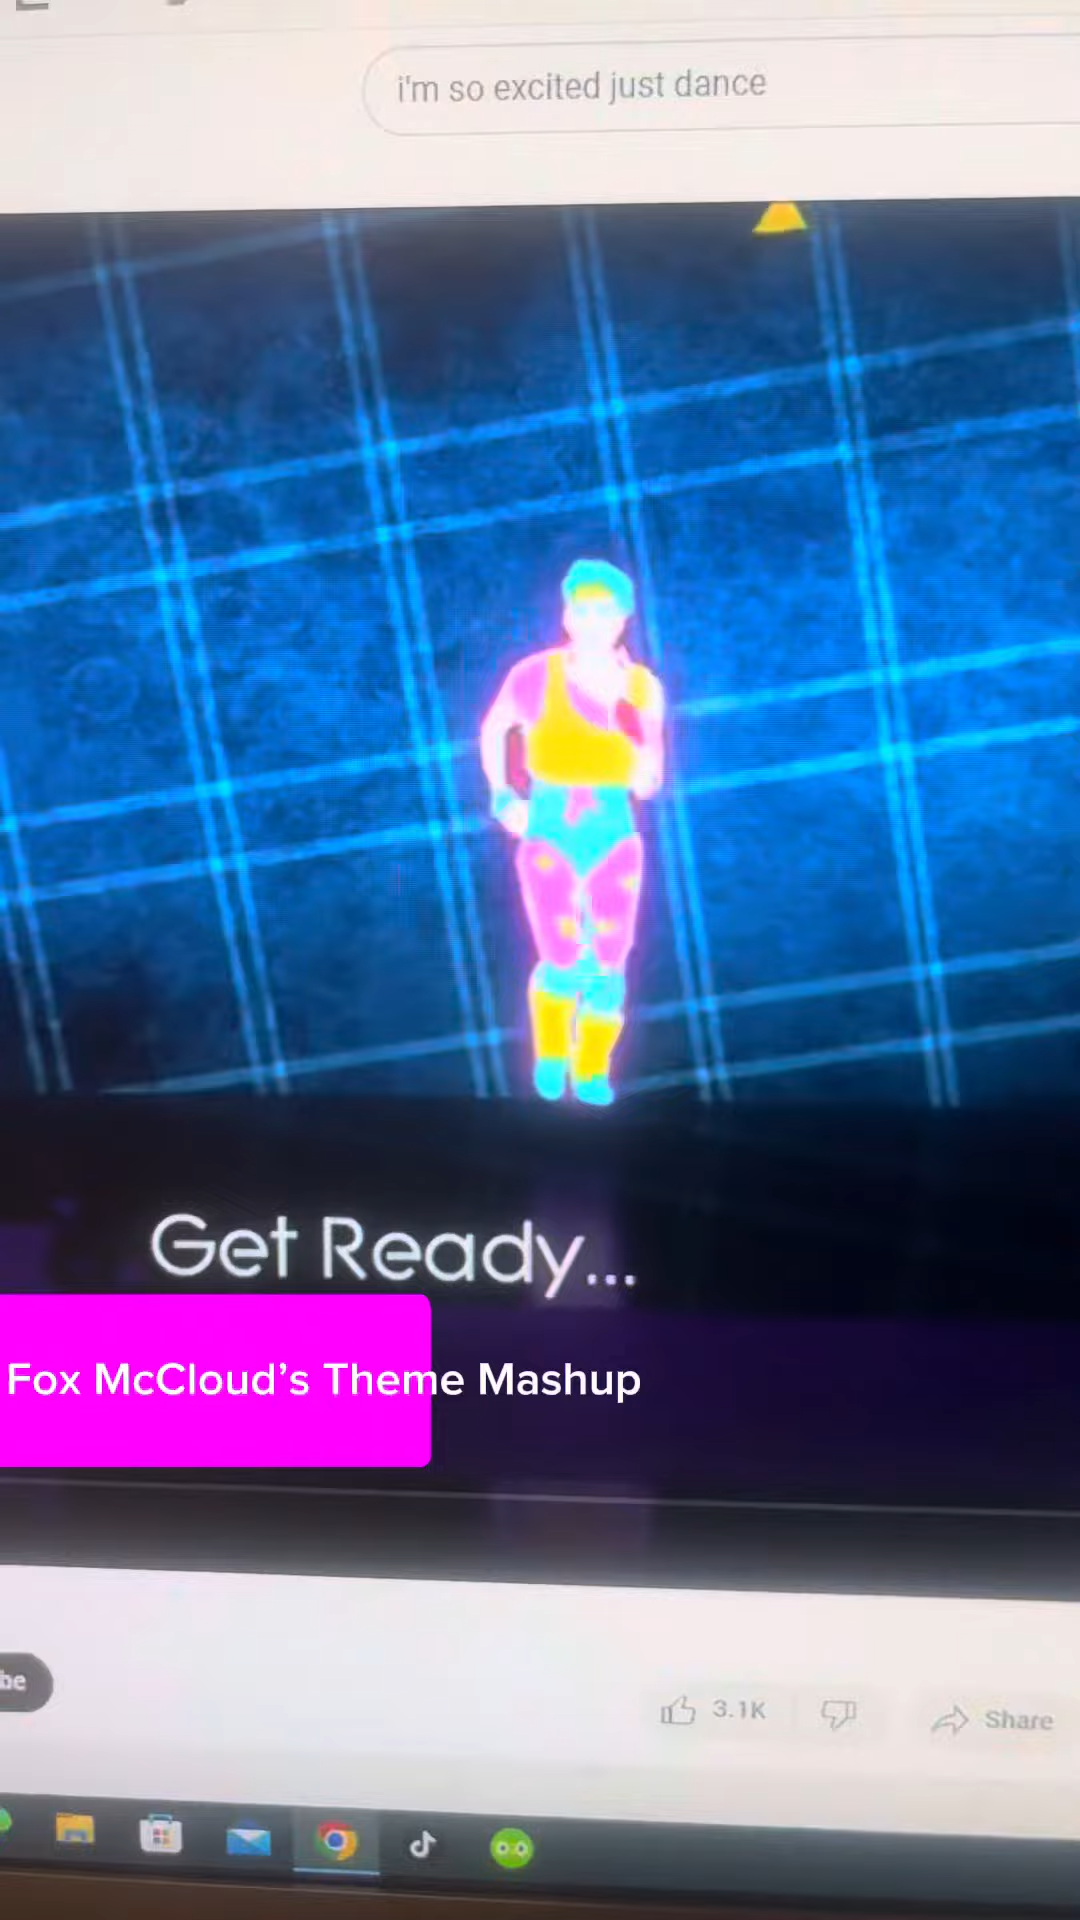 i'm so excited just dance
Get Ready...
Fox McCloud’s Theme Mashup
be
3.1K
Share